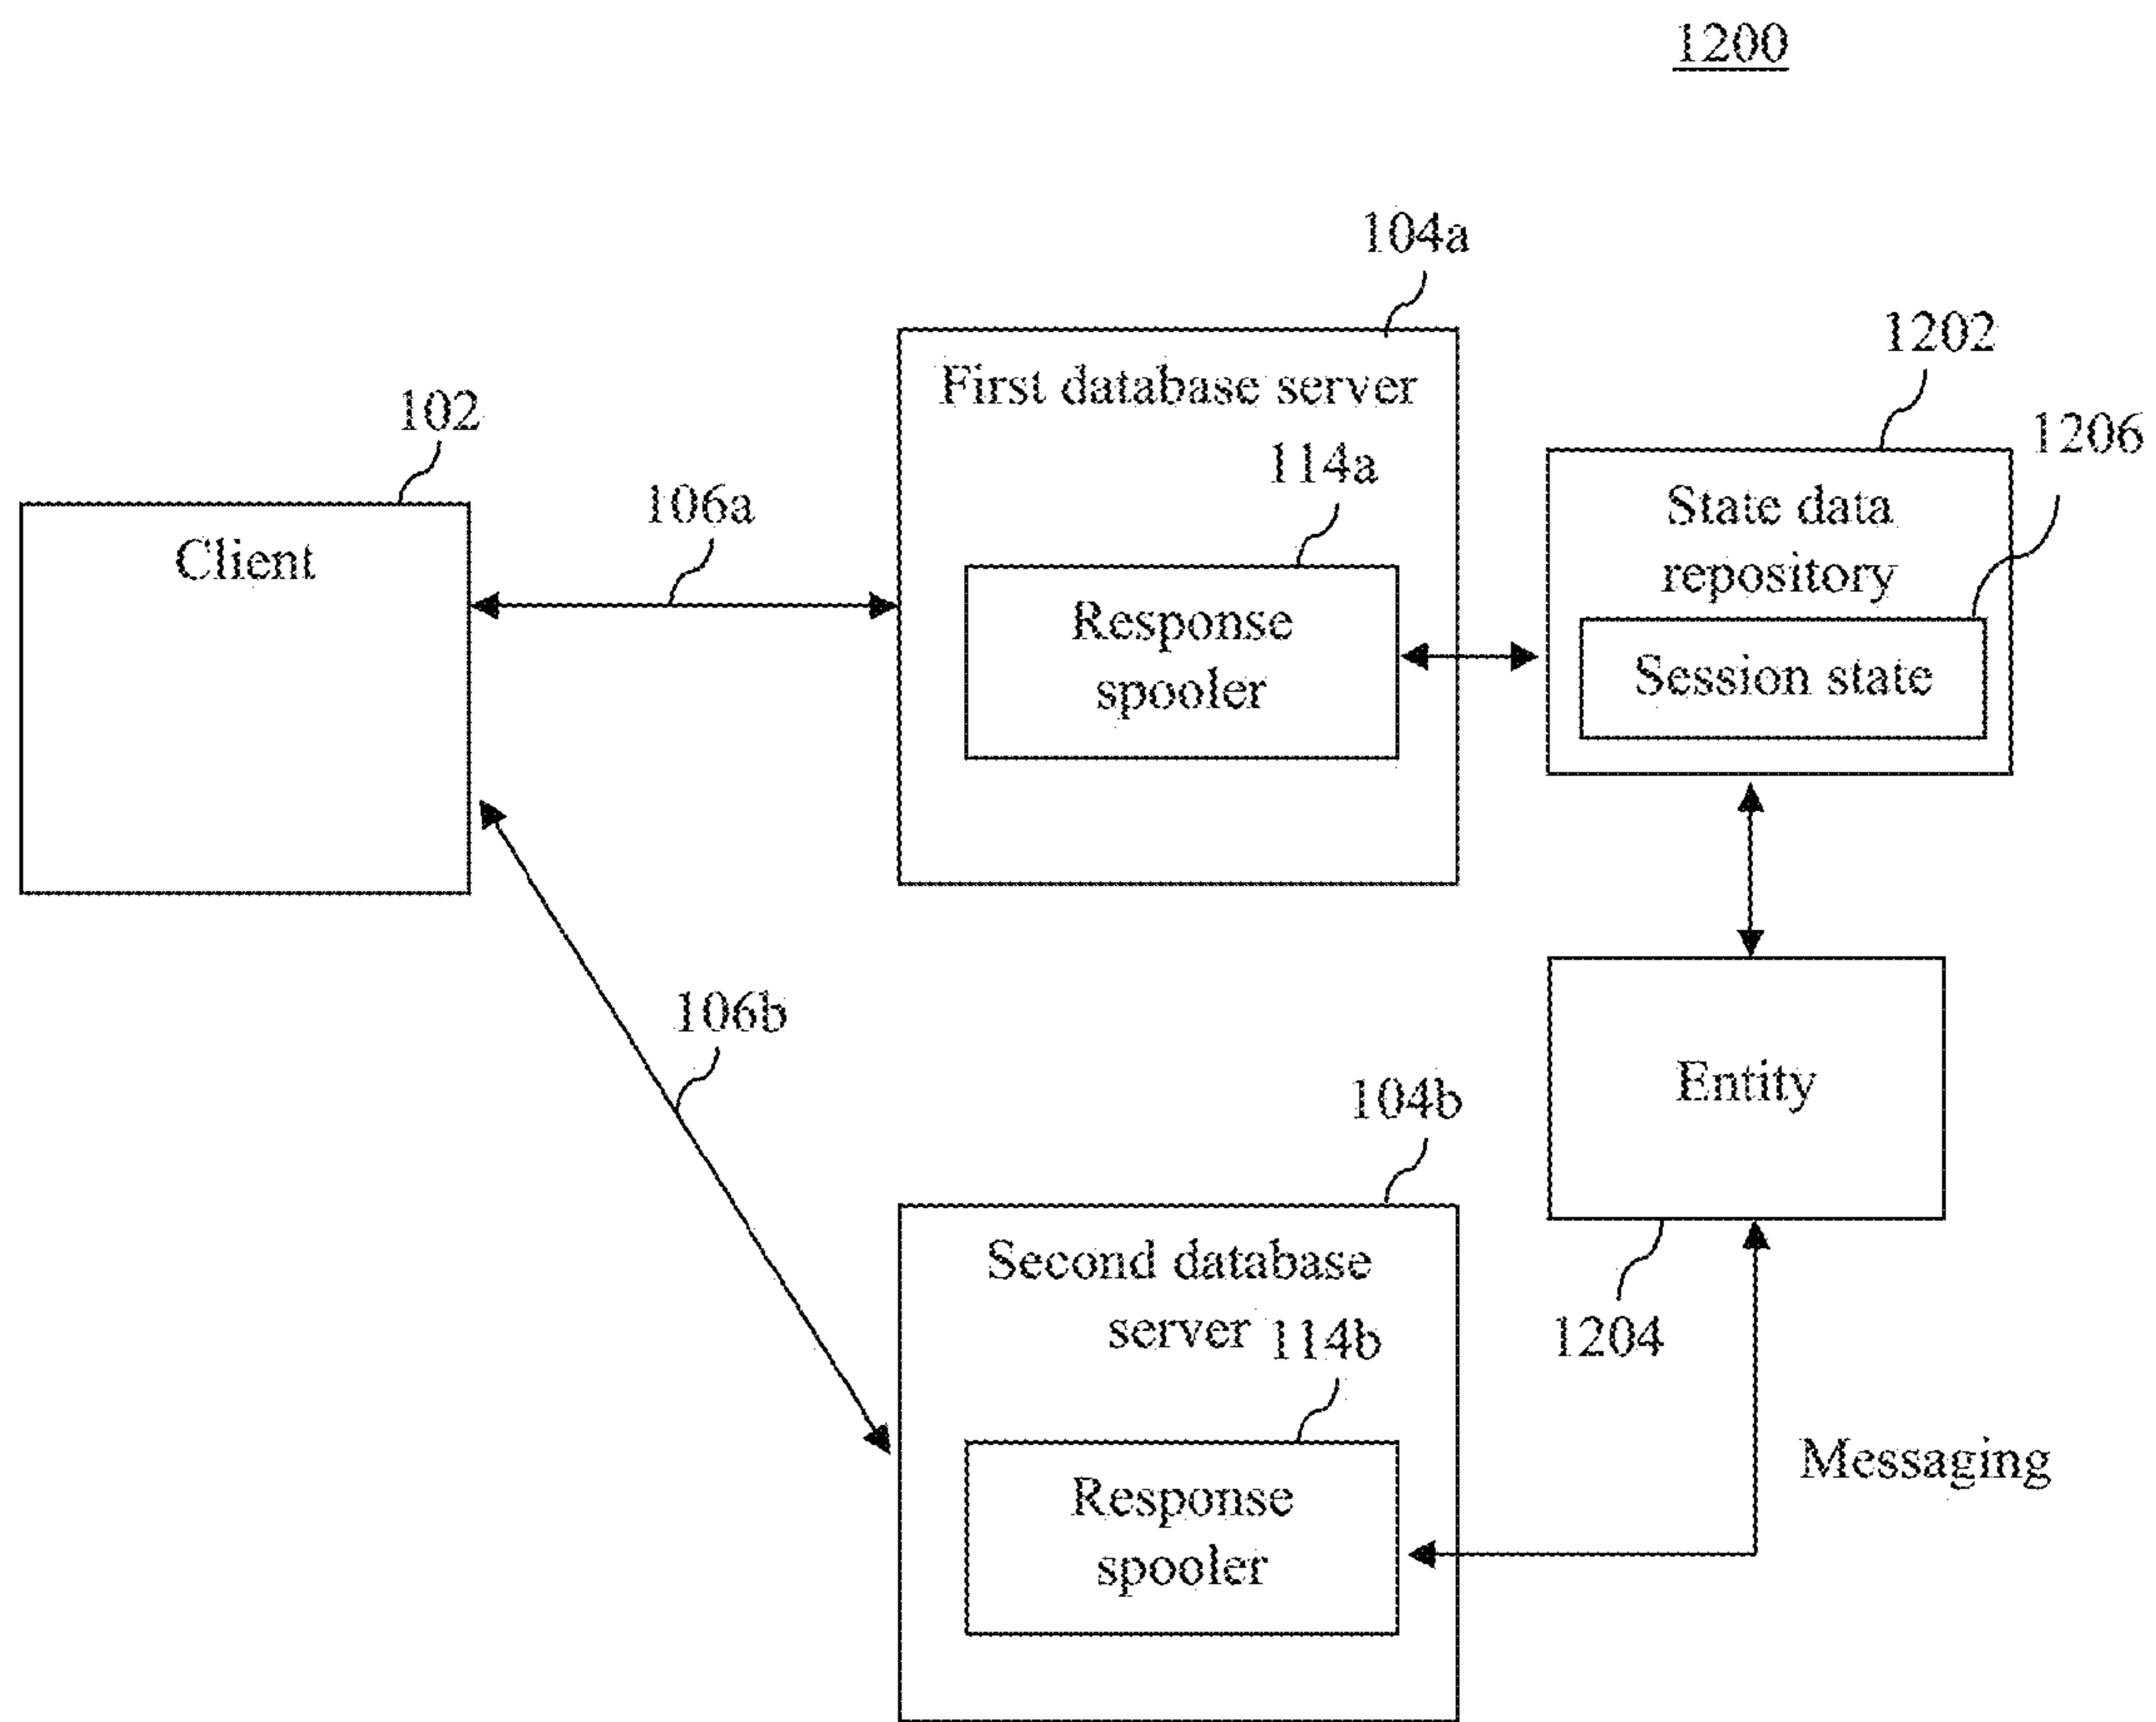 1200
104a
First database server
1202
1206
102
114a
State data
repository
106a
Client
Response
spooler
Session state
106b
104b
Entity
Second database
server 114b
1204
Messaging
Response
spooler